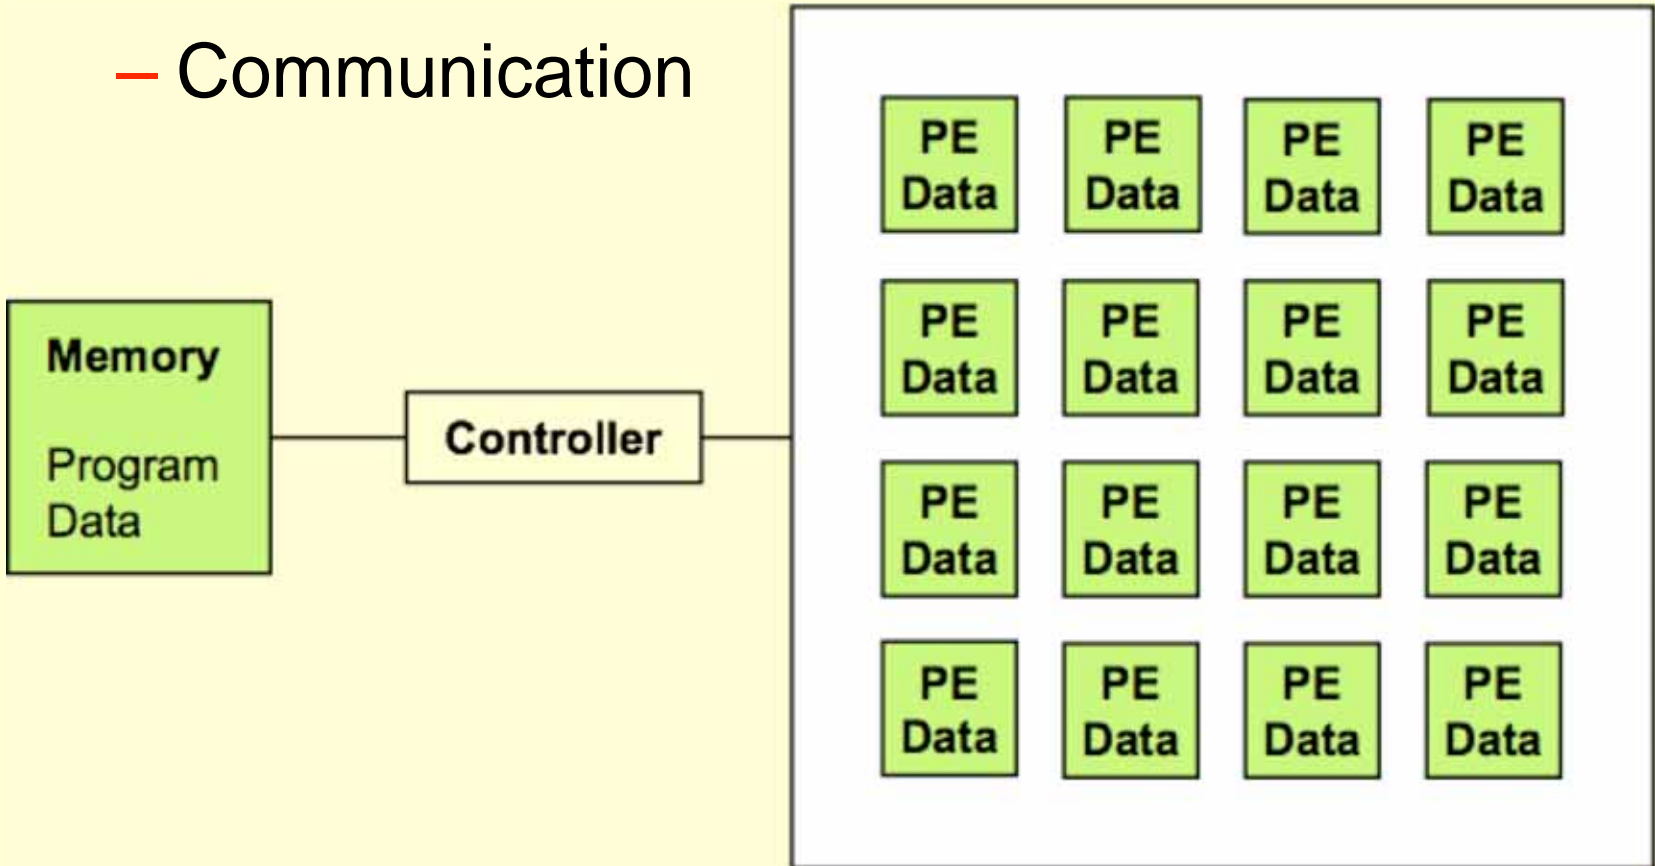 – Communication
PE PE PE PE
Data Data Data Data
PE PE PE PE
Data Data Data Data
Memory
Program
Data
Controller
PE PE PE PE
Data Data Data Data
PE PE PE PE
Data Data Data Data